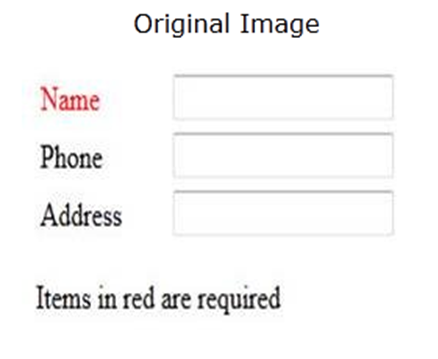 Original Image
Name
Phone
Address
Items in red are required